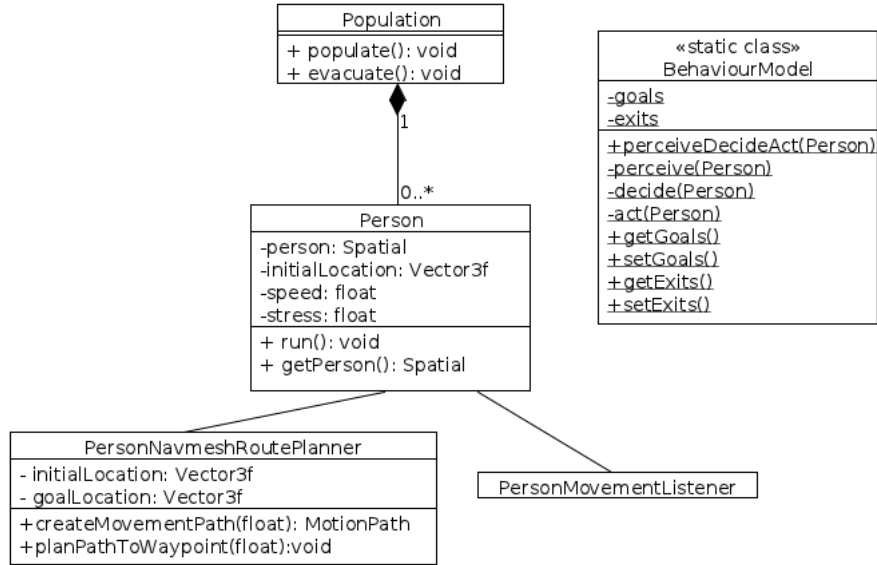 Population
+ populate(): void
+ evacuate(): void
1
0..*
Person
-person: Spatial
-initialLocation: Vector3f
-speed: float
-stress: float
+ run(): void
+ getPerson(): Spatial
«static class»
BehaviourModel
-goals
-exits
+perceiveDecideAct(Person)
-perceive(Person)
-decide(Person)
-act(Person)
+getGoals()
+setGoals()
+getExits()
+setExits()
PersonNavmeshRoutePlanner
- initialLocation: Vector3f
- goalLocation: Vector3f
+createMovementPath(float): MotionPath
+planPathToWaypoint(float):void
PersonMovementListener